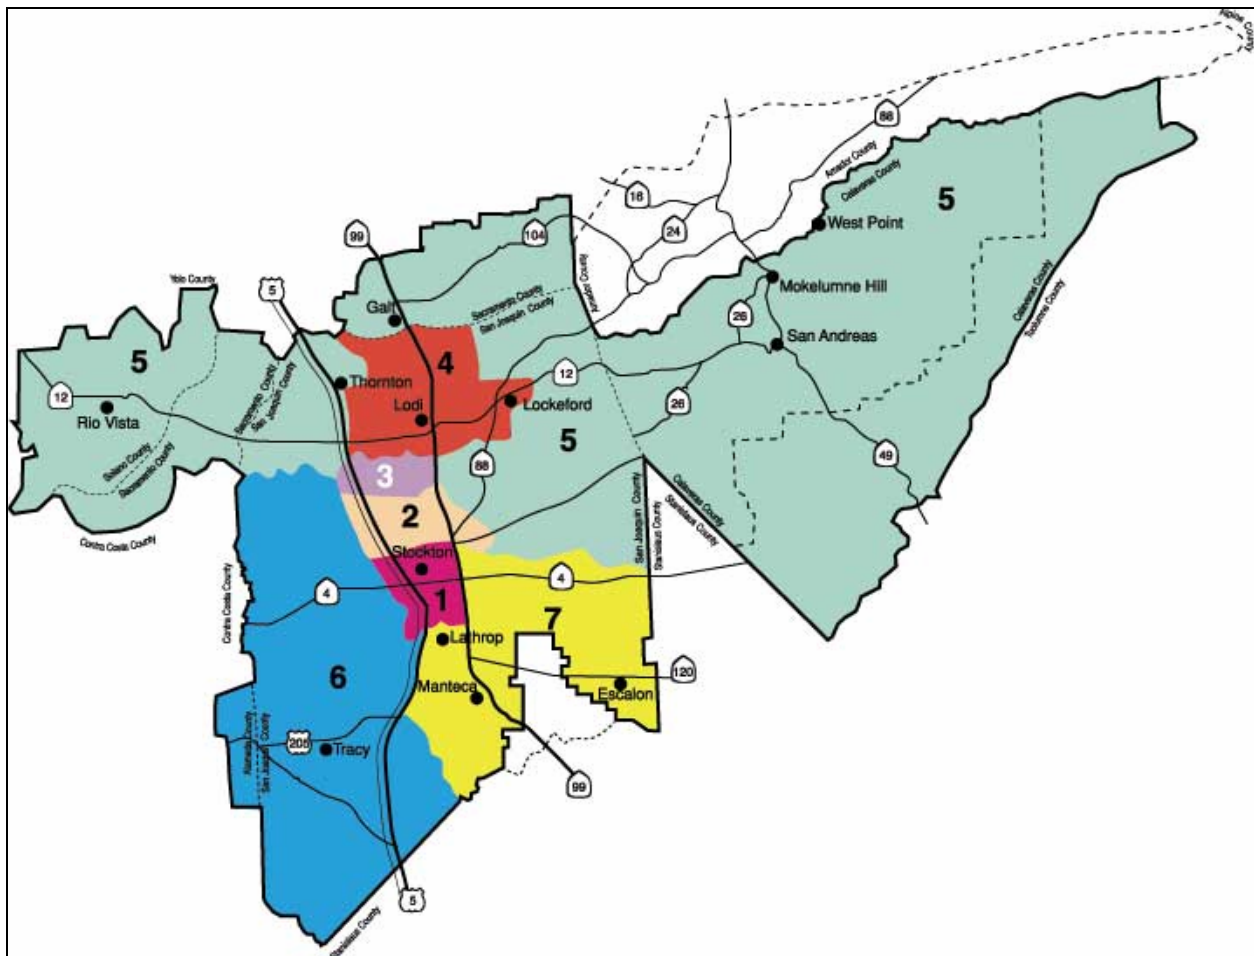 Alpine County
88
Amador County
Calaveras County
5
16
West Point
99
104
24
Yolo County
5
Amador County
Mokelumne Hill
Calaveras County
Tuolumne County
Galt
Sacramento County
San Joaquin County
26
San Andreas
5
4
12
Thornton
12
Rio Vista
Sacramento County
San Joaquin County
Lodi
Lockeford
26
5
49
Solano County
Sacramento County
3
88
San Joaquin County
Stanislaus County
Calaveras County
Stanislaus County
2
Contra Costa County
Stockton
4
4
Contra Costa County
1
7
Lathrop
6
120
Manteca
Escalon
Alameda County
San Joaquin County
205
Tracy
99
5
Stanislaus County